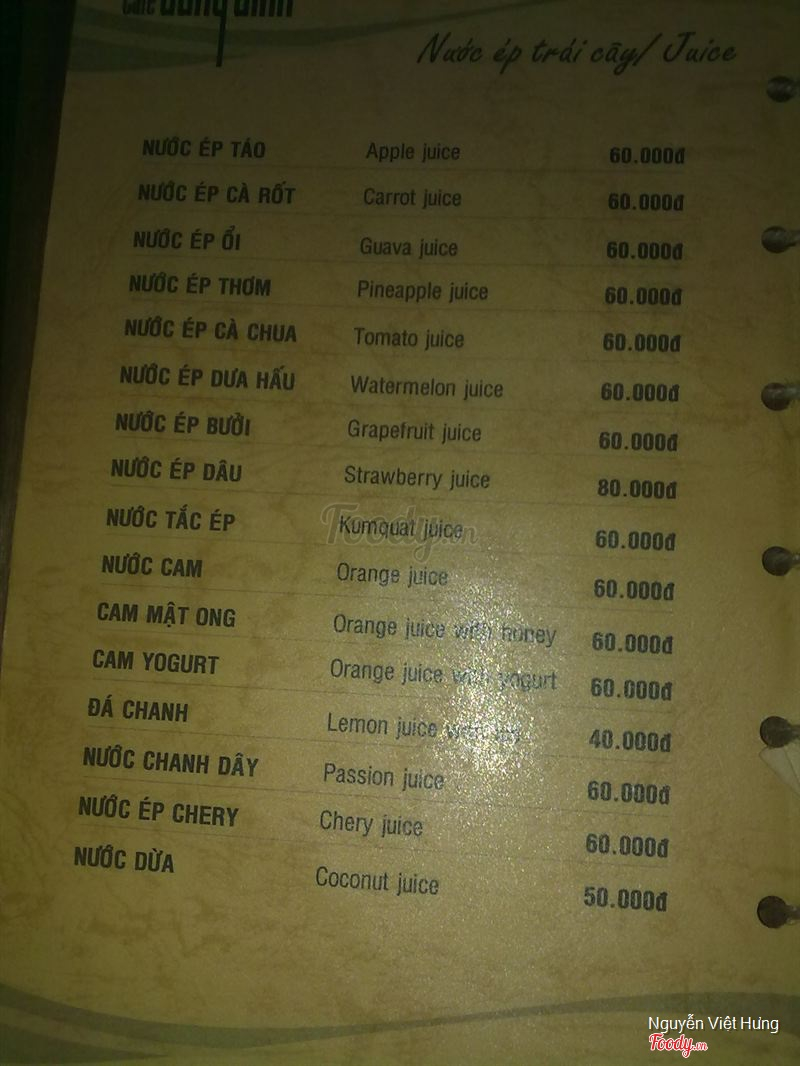 Café
Nước ép trái cây/ Juice
NƯỚC ÉP TÁO Apple juice 60.000đ
NƯỚC ÉP CÀ RỐT Carrot juice 60.000đ
NƯỚC ÉP ỔI Guava juice 60.000đ
NƯỚC ÉP THƠM Pineapple juice 60.000đ
NƯỚC ÉP CÀ CHUA Tomato juice 60.000đ
NƯỚC ÉP DƯA HẤU Watermelon juice 60.000đ
NƯỚC ÉP BƯỞI Grapefruit juice 60.000đ
NƯỚC ÉP DÂU Strawberry juice 80.000đ
NƯỚC TẮC ÉP Kumquat juice 60.000đ
NƯỚC CAM Orange juice 60.000đ
CAM MẬT ONG Orange juice with honey 60.000đ
CAM YOGURT Orange juice with yogurt 60.000đ
ĐÁ CHANH Lemon juice with 40.000đ
NƯỚC CHANH DÂY Passion juice 60.000đ
NƯỚC ÉP CHERY Chery juice 60.000đ
NƯỚC DỪA Coconut juice 50.000đ
Foody.vn
Nguyễn Việt Hưng
Foody.vn